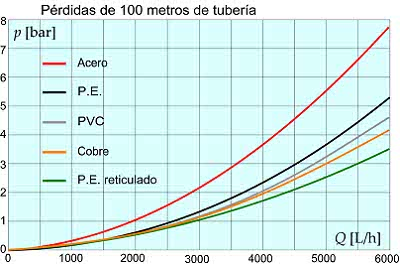 Pérdidas de 100 metros de tubería
p [bar]
8
7
6
5
4
3
2
1
0
Acero
P.E.
PVC
Cobre
P.E. reticulado
Q [L/h]
0
1000
2000
3000
4000
5000
6000